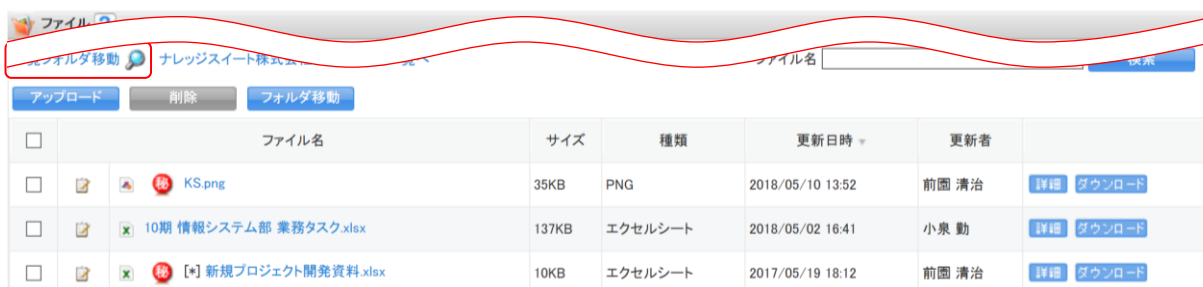 ファイル ?
フォルダ移動 ナレッジスイート株式会 ファイル名 検索
アップロード 削除 フォルダ移動
ファイル名 サイズ 種類 更新日時 ▼ 更新者
秘 KS.png 35KB PNG 2018/05/10 13:52 前園 清治 詳細 ダウンロード
10期 情報システム部 業務タスク.xlsx 137KB エクセルシート 2018/05/02 16:41 小泉 勤 詳細 ダウンロード
秘 [*] 新規プロジェクト開発資料.xlsx 10KB エクセルシート 2017/05/19 18:12 前園 清治 詳細 ダウンロード